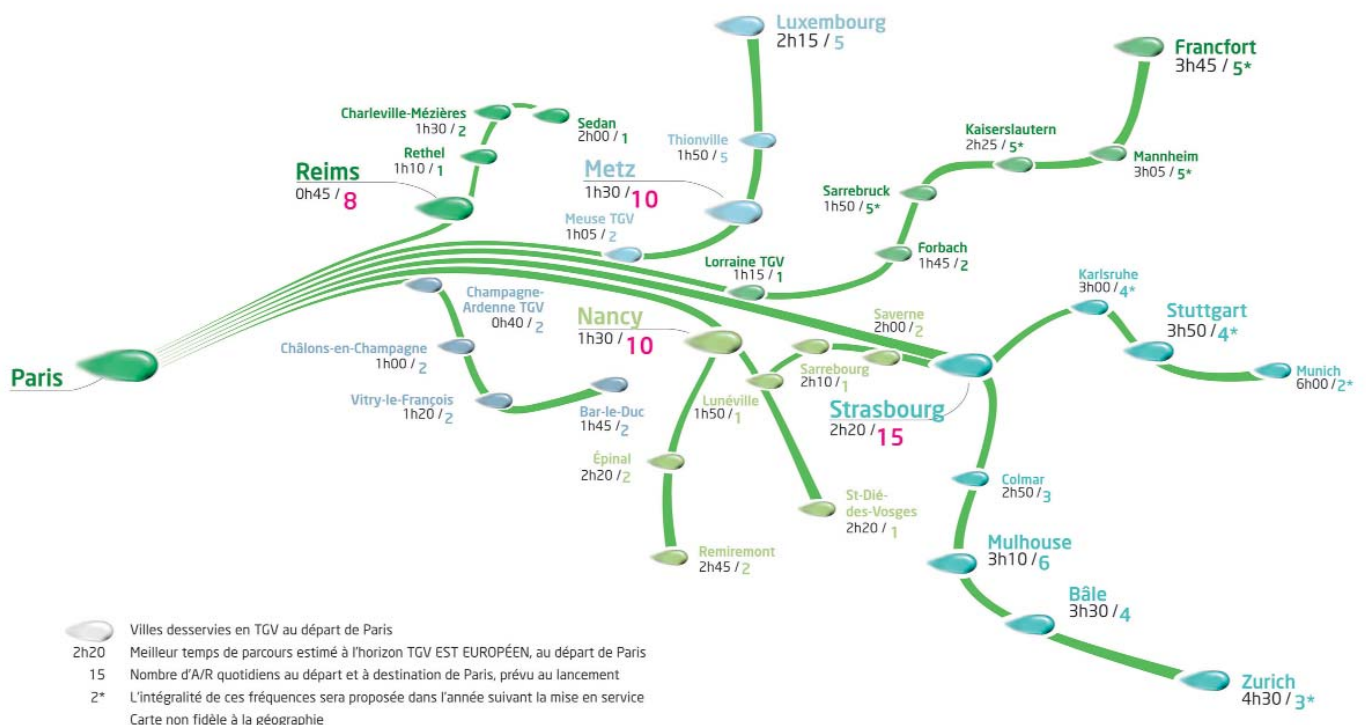 Luxembourg
2h15 / 5
Francfort
3h45 / 5*
Charleville-Mézières
1h30 / 2
Sedan
2h00 / 1
Rethel
1h10 / 1
Reims
0h45 / 8
Thionville
1h50 / 5
Metz
1h30 / 10
Meuse TGV
1h05 / 2
Kaiserslautern
2h25 / 5*
Mannheim
3h05 / 5*
Sarrebruck
1h50 / 5*
Forbach
1h45 / 2
Lorraine TGV
1h15 / 1
Champagne-
Ardenne TGV
0h40 / 2
Châlons-en-Champagne
1h00 / 2
Vitry-le-François
1h20 / 2
Bar-le-Duc
1h45 / 2
Paris
Nancy
1h30 / 10
Saverne
2h00 / 2
Sarrebourg
2h10 / 1
Lunéville
1h50 / 1
Épinal
2h20 / 2
Remiremont
2h45 / 2
St-Dié-
des-Vosges
2h20 / 1
Strasbourg
2h20 / 15
Karlsruhe
3h00 / 4*
Stuttgart
3h50 / 4*
Munich
6h00 / 2*
Colmar
2h50 / 3
Mulhouse
3h10 / 6
Bâle
3h30 / 4
Zurich
4h30 / 3*
Villes desservies en TGV au départ de Paris
2h20 Meilleur temps de parcours estimé à l'horizon TGV EST EUROPÉEN, au départ de Paris
15 Nombre d'A/R quotidiens au départ et à destination de Paris, prévu au lancement
2* L'intégralité de ces fréquences sera proposée dans l'année suivant la mise en service
Carte non fidèle à la géographie